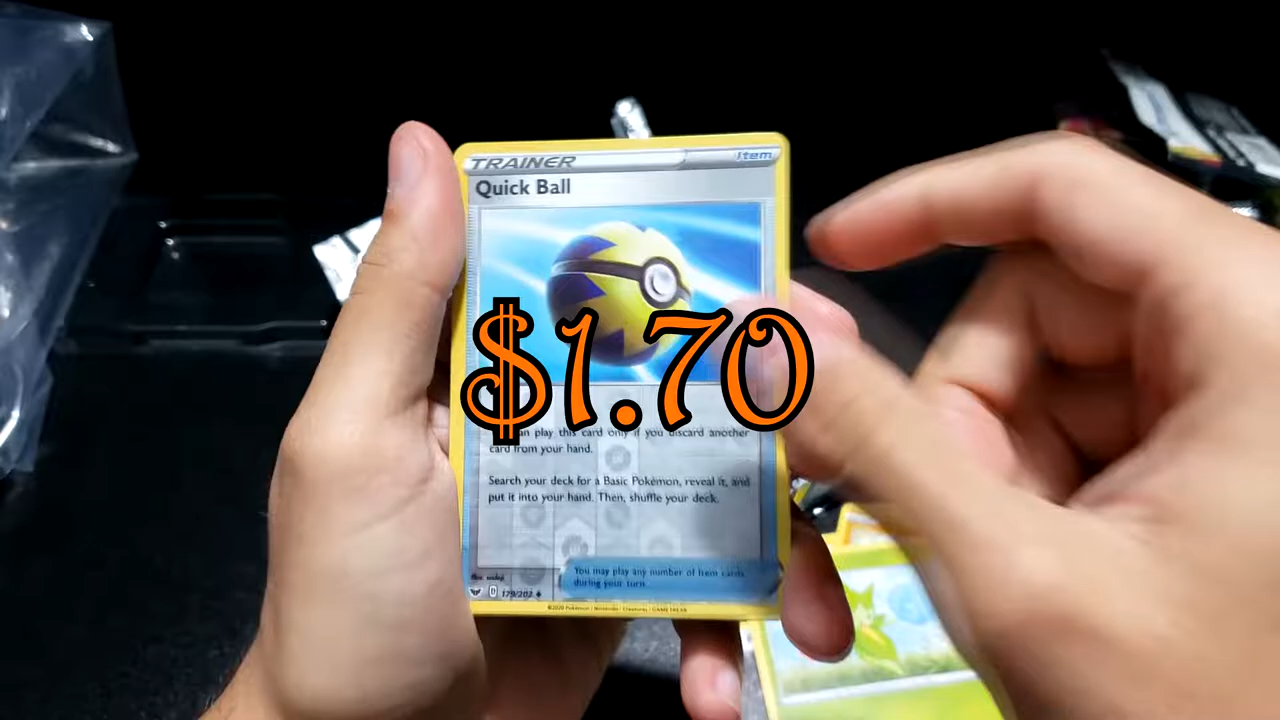 TRAINER Item
Quick Ball
$1.70
an play this card only if you discard another
card from your hand.
Search your deck for a Basic Pokémon, reveal it, and
put it into your hand. Then, shuffle your deck.
You may play any number of Item cards
during your turn.
179/202
©2020 Pokémon / Nintendo / Creatures / GAME FREAK